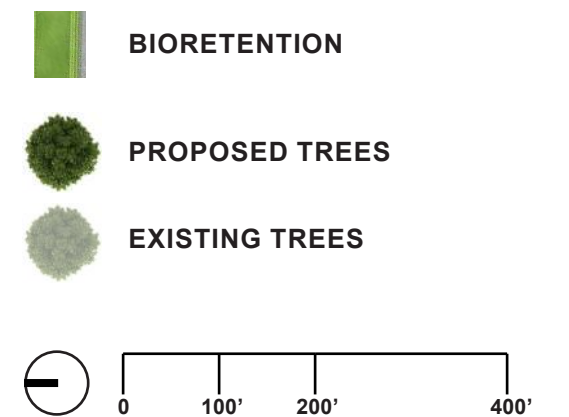 BIORETENTION
PROPOSED TREES
EXISTING TREES
0 100’ 200’ 400’